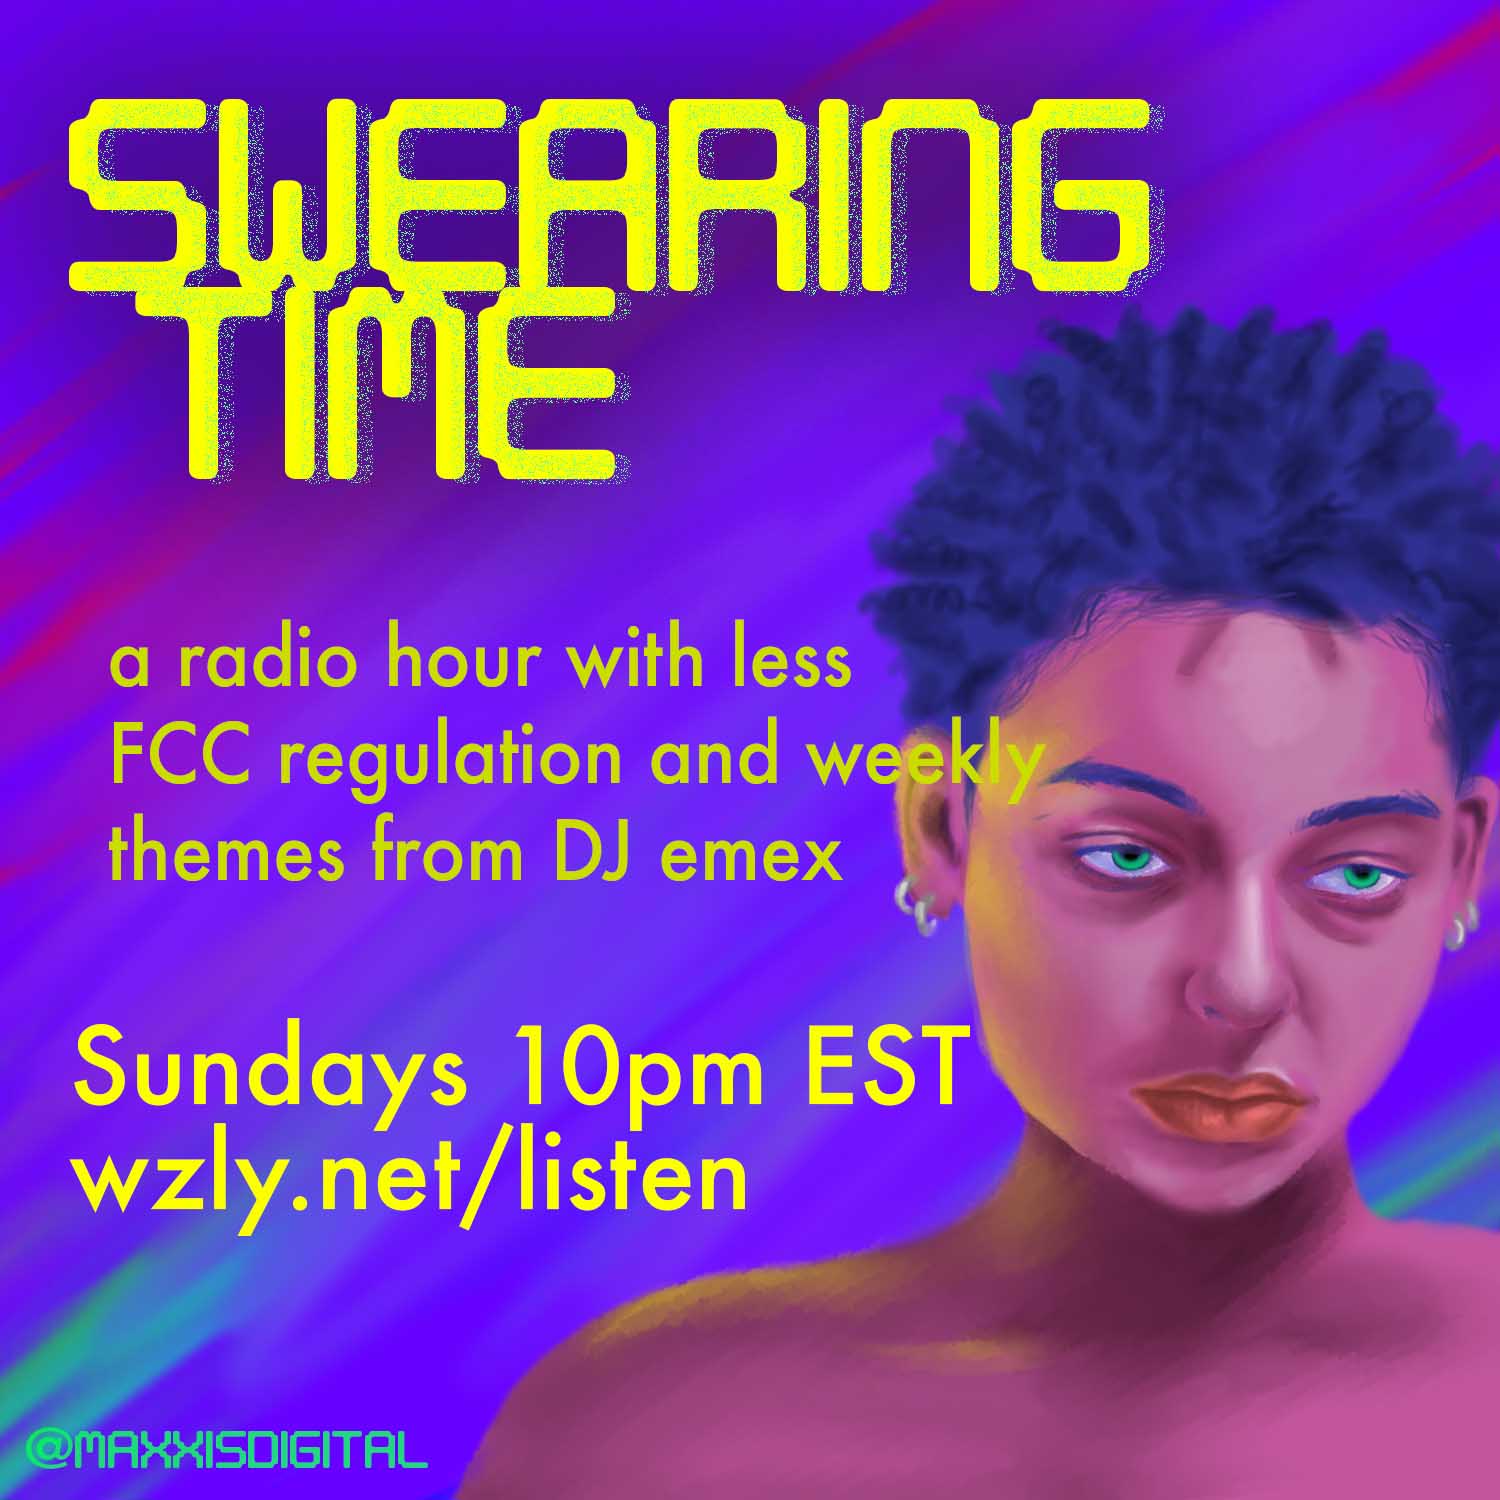 SWEARING
TIME
a radio hour with less
FCC regulation and weekly
themes from DJ emex
Sundays 10pm EST
wzly.net/listen
@MAXXISDIGITAL